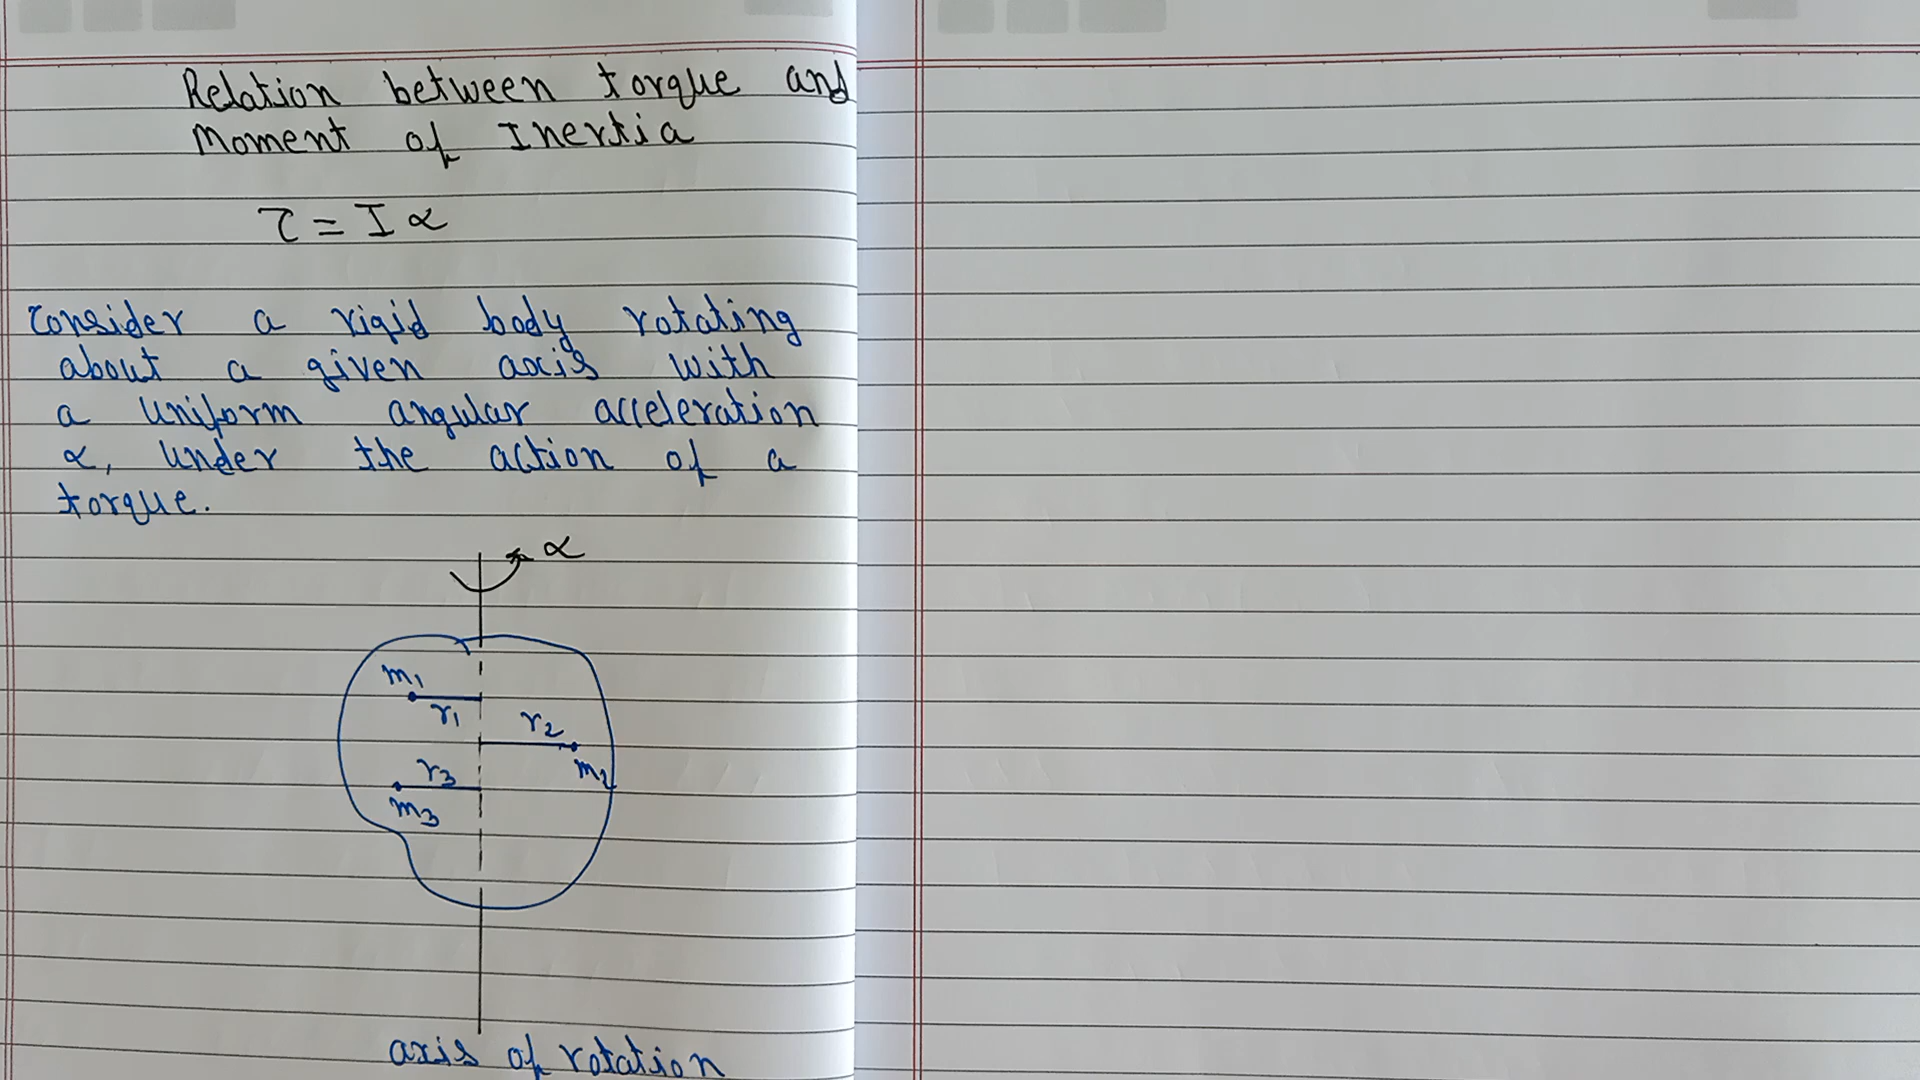 Relation between torque and
Moment of Inertia
τ = I α
Consider a rigid body rotating
about a given axis with
a uniform angular acceleration
α, under the action of a
torque.
α
m1
r1
r2
m2
r3
m3
axis of rotation